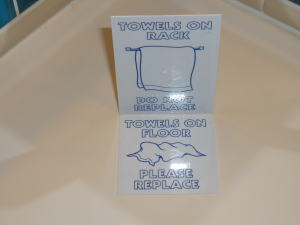 TOWELS ON
RACK
DO NOT
REPLACE
TOWELS ON
FLOOR
PLEASE
REPLACE